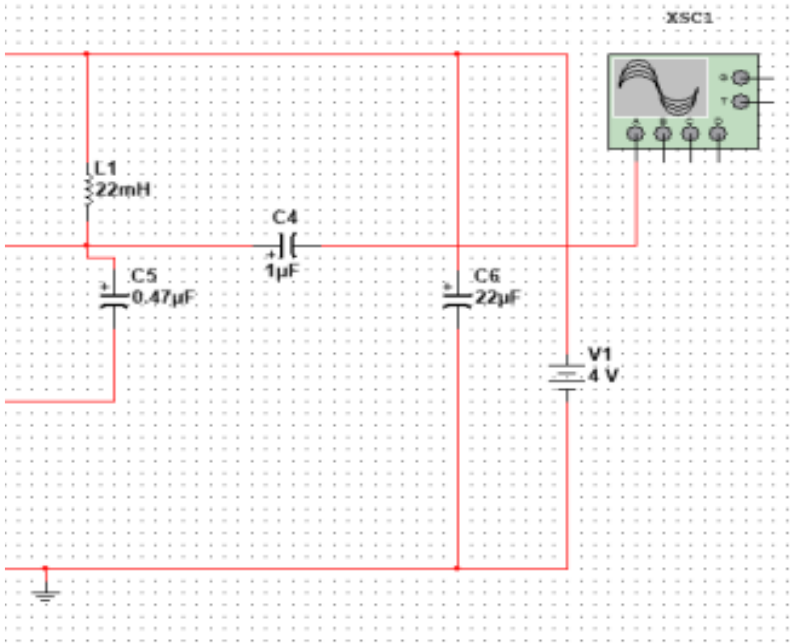 XSC1
G
T
A B C D
L1
22mH
C4
+
1µF
C5
+
0.47µF
C6
+
22µF
V1
4 V